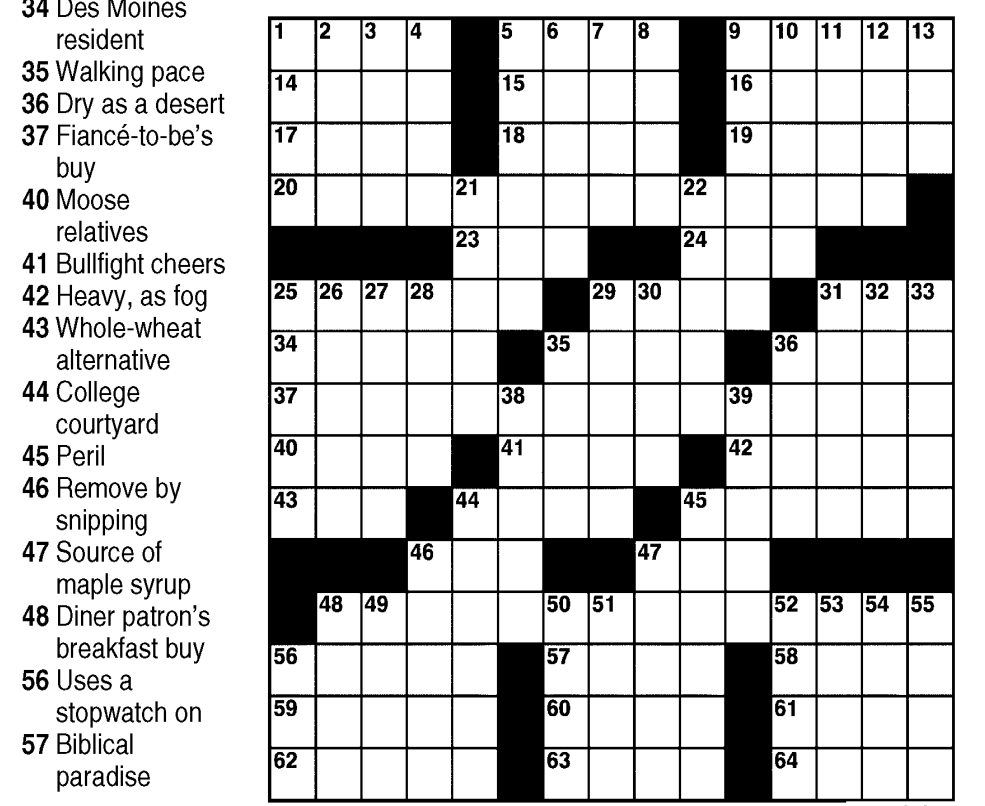 34 Des Moines
resident
35 Walking pace
36 Dry as a desert
37 Fiancé-to-be's
buy
40 Moose
relatives
41 Bullfight cheers
42 Heavy, as fog
43 Whole-wheat
alternative
44 College
courtyard
45 Peril
46 Remove by
snipping
47 Source of
maple syrup
48 Diner patron's
breakfast buy
56 Uses a
stopwatch on
57 Biblical
paradise
1 2 3 4 5 6 7 8 9 10 11 12 13
14 15 16
17 18 19
20 21 22
23 24
25 26 27 28 29 30 31 32 33
34 35 36
37 38 39
40 41 42
43 44 45
46 47
48 49 50 51 52 53 54 55
56 57 58
59 60 61
62 63 64